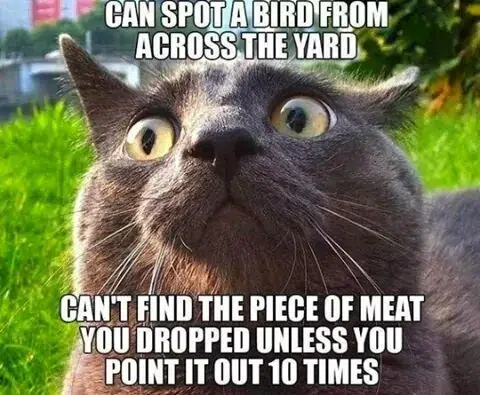 CAN SPOT A BIRD FROM
ACROSS THE YARD
CAN'T FIND THE PIECE OF MEAT
YOU DROPPED UNLESS YOU
POINT IT OUT 10 TIMES